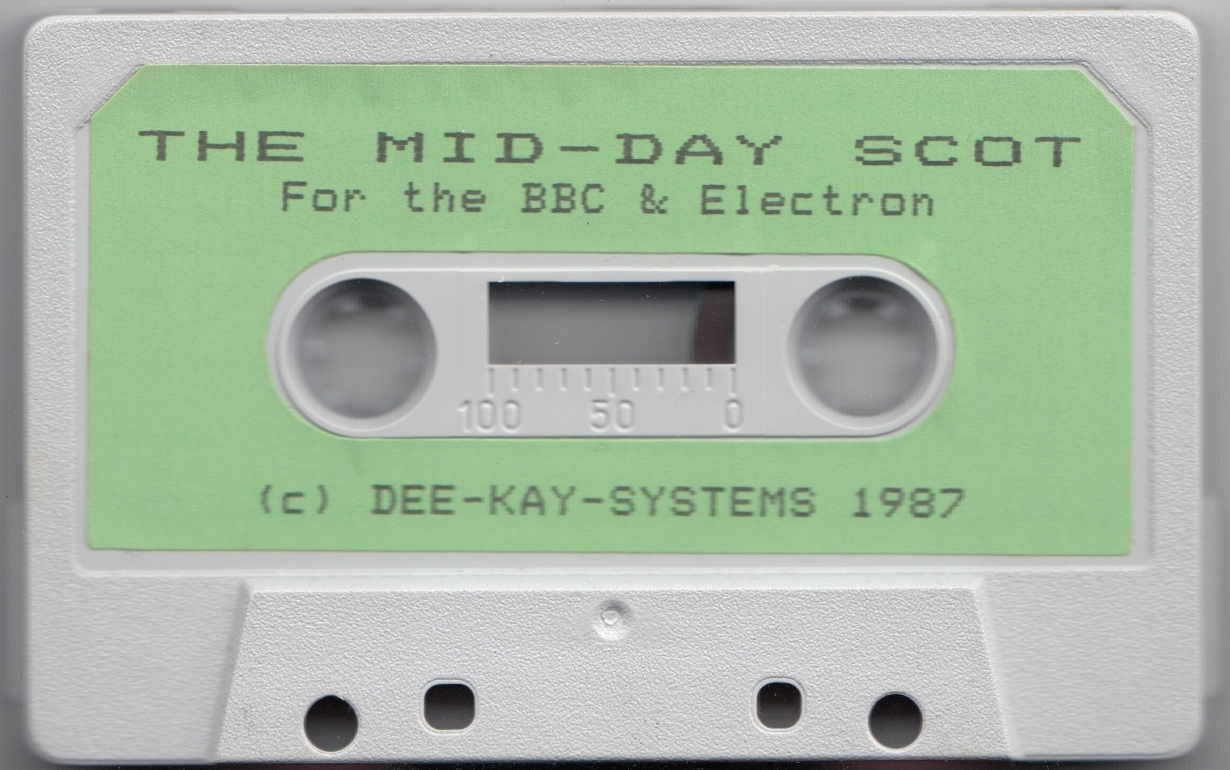 THE MID-DAY SCOT
For the BBC & Electron
100 50 0
(c) DEE-KAY-SYSTEMS 1987